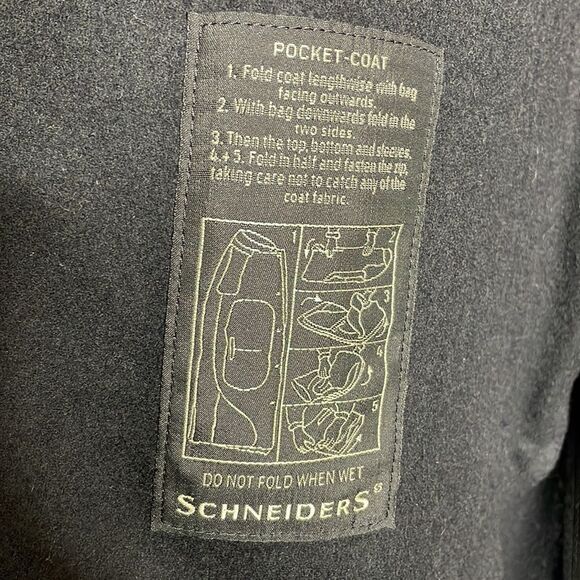 POCKET-COAT
1. Fold coat lengthwise with bag
facing outwards.
2. With bag downwards fold in the
two sides.
3. Then the top, bottom and sleeves.
4.+5. Fold in half and fasten the zip,
taking care not to catch any of the
coat fabric.
1
2
3
4
5
DO NOT FOLD WHEN WET
SCHNEIDERS®